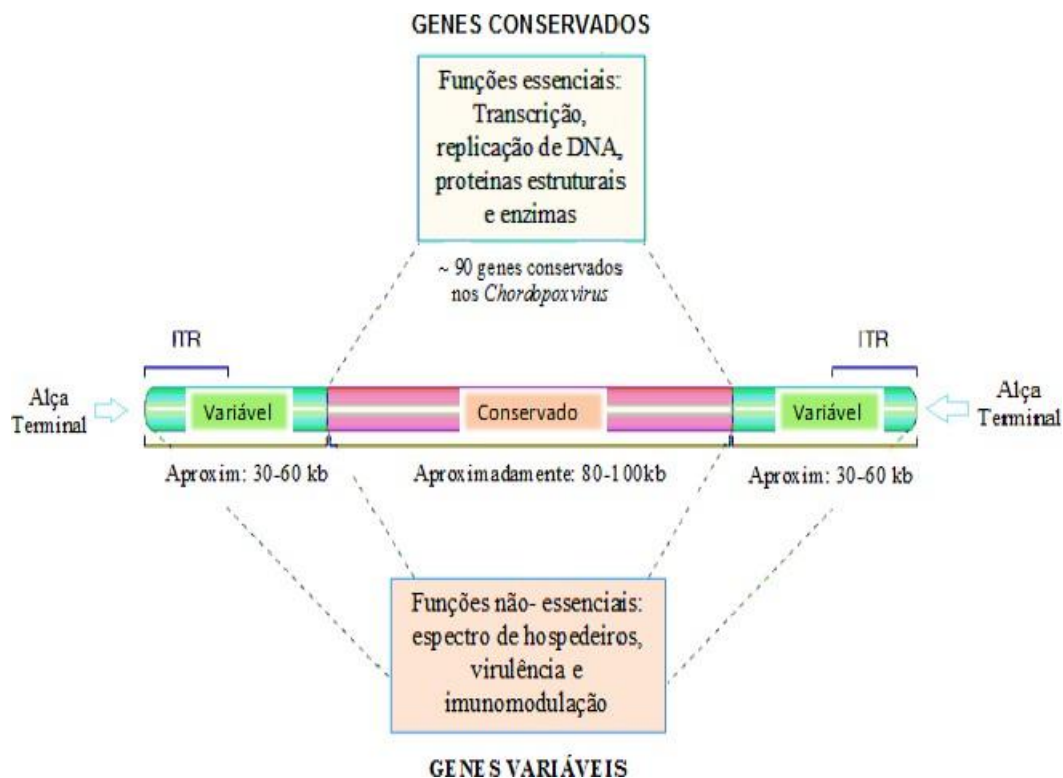 GENES CONSERVADOS
Funções essenciais:
Transcrição,
replicação de DNA,
proteinas estruturais
e enzimas
~ 90 genes conservados
nos Chordopoxvirus
ITR
ITR
Alça
Terminal
Variável
Conservado
Variável
Alça
Terminal
Aproxim: 30-60 kb
Aproximadamente: 80-100kb
Aproxim: 30-60 kb
Funções não- essenciais:
espectro de hospedeiros,
virulência e
imunomodulação
GENES VARIÁVEIS